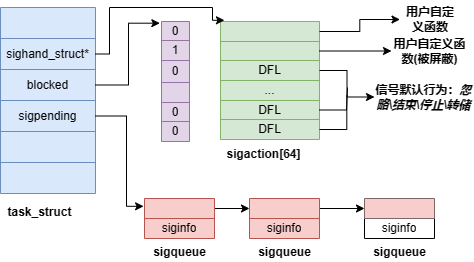 0
用户自定
义函数
sighand_struct*
1
用户自定义函
数(被屏蔽)
blocked
0
DFL
...
信号默认行为：忽
略\结束\停止\转储
sigpending
0
DFL
0
DFL
sigaction[64]
task_struct
siginfo
siginfo
siginfo
sigqueue
sigqueue
sigqueue